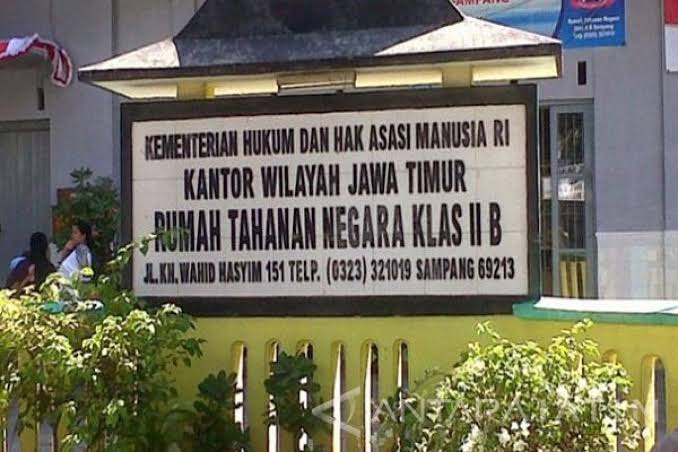 SAMPANG
KEMENTERIAN HUKUM DAN HAK ASASI MANUSIA RI
KANTOR WILAYAH JAWA TIMUR
RUMAH TAHANAN NEGARA KLAS II B
JL.KH.WAHID HASYIM 151 TELP. (0323) 321019 SAMPANG 69213